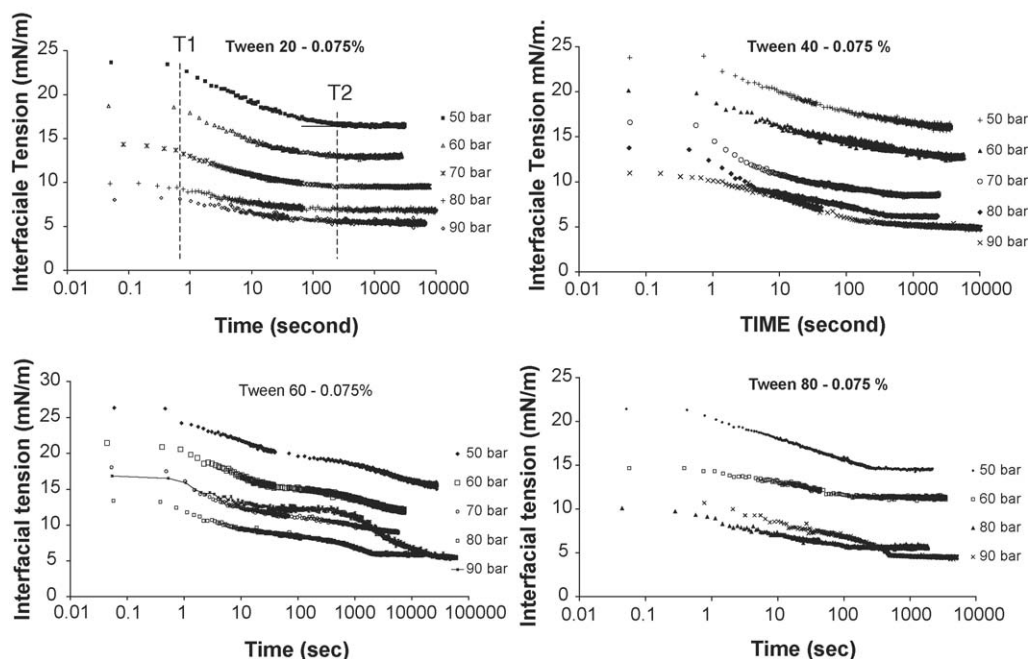 Interfaciale Tension (mN/m)
25
20
15
10
5
0
T1
Tween 20 - 0.075%
T2
50 bar
60 bar
70 bar
80 bar
90 bar
0.01 0.1 1 10 100 1000 10000
Time (second)
Interfaciale Tension mN/m.
25
20
15
10
5
0
Tween 40 - 0.075 %
50 bar
60 bar
70 bar
80 bar
90 bar
0.01 0.1 1 10 100 1000 10000
TIME (second)
Interfacial tension (mN/m)
30
25
20
15
10
5
0
Tween 60 - 0.075%
50 bar
60 bar
70 bar
80 bar
90 bar
0.01 0.1 1 10 100 1000 10000 100000
Time (sec)
Interfacial tension (mN/m)
25
20
15
10
5
0
Tween 80 - 0.075 %
50 bar
60 bar
80 bar
90 bar
0.01 0.1 1 10 100 1000 10000
Time (sec)